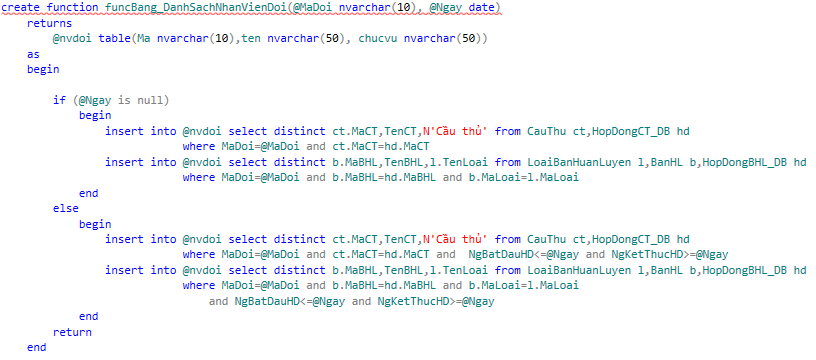 create function funcBang_DanhSachNhanVienDoi(@MaDoi nvarchar(10), @Ngay date)
returns
@nvdoi table(Ma nvarchar(10),ten nvarchar(50), chucvu nvarchar(50))
as
begin
if (@Ngay is null)
begin
insert into @nvdoi select distinct ct.MaCT,TenCT,N'Cầu thủ' from CauThu ct,HopDongCT_DB hd
where MaDoi=@MaDoi and ct.MaCT=hd.MaCT
insert into @nvdoi select distinct b.MaBHL,TenBHL,l.TenLoai from LoaiBanHuanLuyen l,BanHL b,HopDongBHL_DB hd
where MaDoi=@MaDoi and b.MaBHL=hd.MaBHL and b.MaLoai=l.MaLoai
end
else
begin
insert into @nvdoi select distinct ct.MaCT,TenCT,N'Cầu thủ' from CauThu ct,HopDongCT_DB hd
where MaDoi=@MaDoi and ct.MaCT=hd.MaCT and  NgBatDauHD<=@Ngay and NgKetThucHD>=@Ngay
insert into @nvdoi select distinct b.MaBHL,TenBHL,l.TenLoai from LoaiBanHuanLuyen l,BanHL b,HopDongBHL_DB hd
where MaDoi=@MaDoi and b.MaBHL=hd.MaBHL and b.MaLoai=l.MaLoai
and NgBatDauHD<=@Ngay and NgKetThucHD>=@Ngay
end
return
end